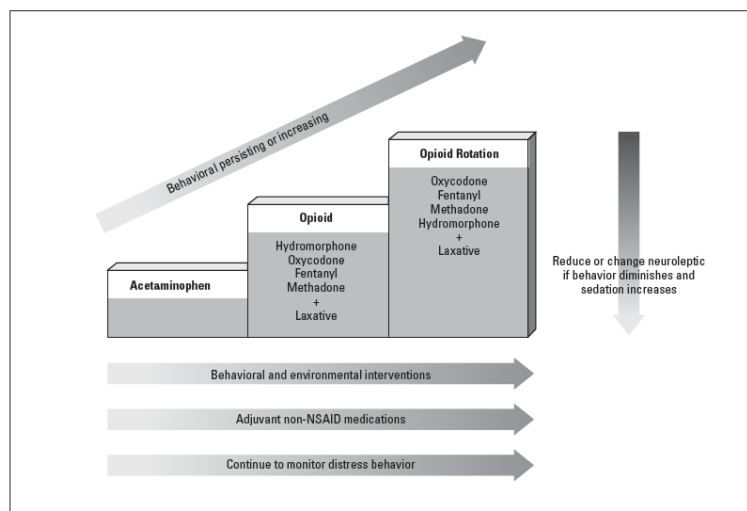 Behavioral persisting or increasing
Opioid Rotation
Oxycodone
Fentanyl
Methadone
Hydromorphone
+
Laxative
Opioid
Hydromorphone
Oxycodone
Fentanyl
Methadone
+
Laxative
Acetaminophen
Reduce or change neuroleptic
if behavior diminishes and
sedation increases
Behavioral and environmental interventions
Adjuvant non-NSAID medications
Continue to monitor distress behavior